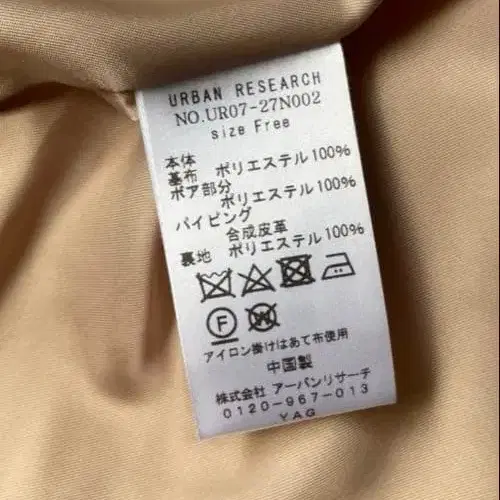 URBAN RESEARCH
NO.UR07-27N002
size Free
本体
基布 ポリエステル100%
ボア部分
ポリエステル100%
パイピング
合成皮革
裏地 ポリエステル100%
F W
アイロン掛けはあて布使用
中国製
株式会社 アーバンリサーチ
0120-967-013
YAG